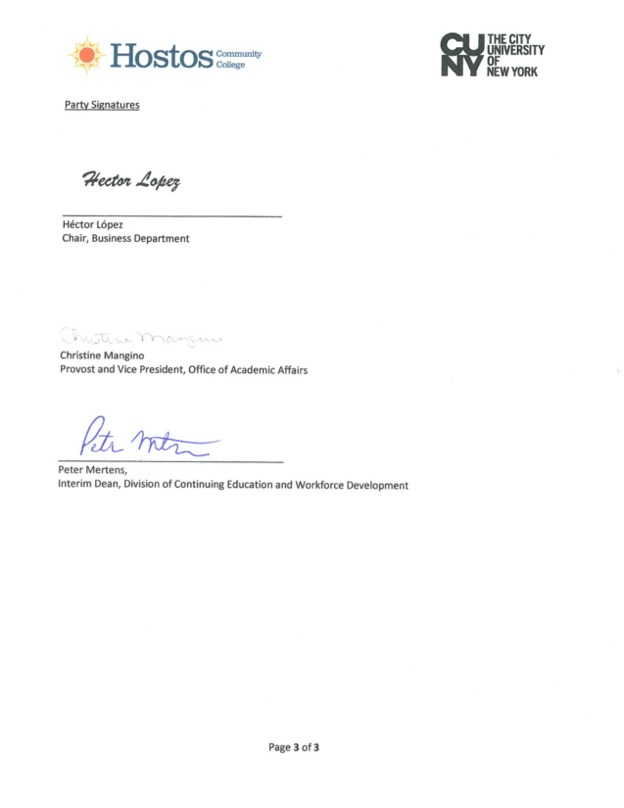 Hostos Community College
CUNY THE CITY UNIVERSITY OF NEW YORK
Party Signatures
Hector Lopez
Héctor López
Chair, Business Department
Christine Mangino
Christine Mangino
Provost and Vice President, Office of Academic Affairs
Peter Mertens,
Interim Dean, Division of Continuing Education and Workforce Development
Page 3 of 3